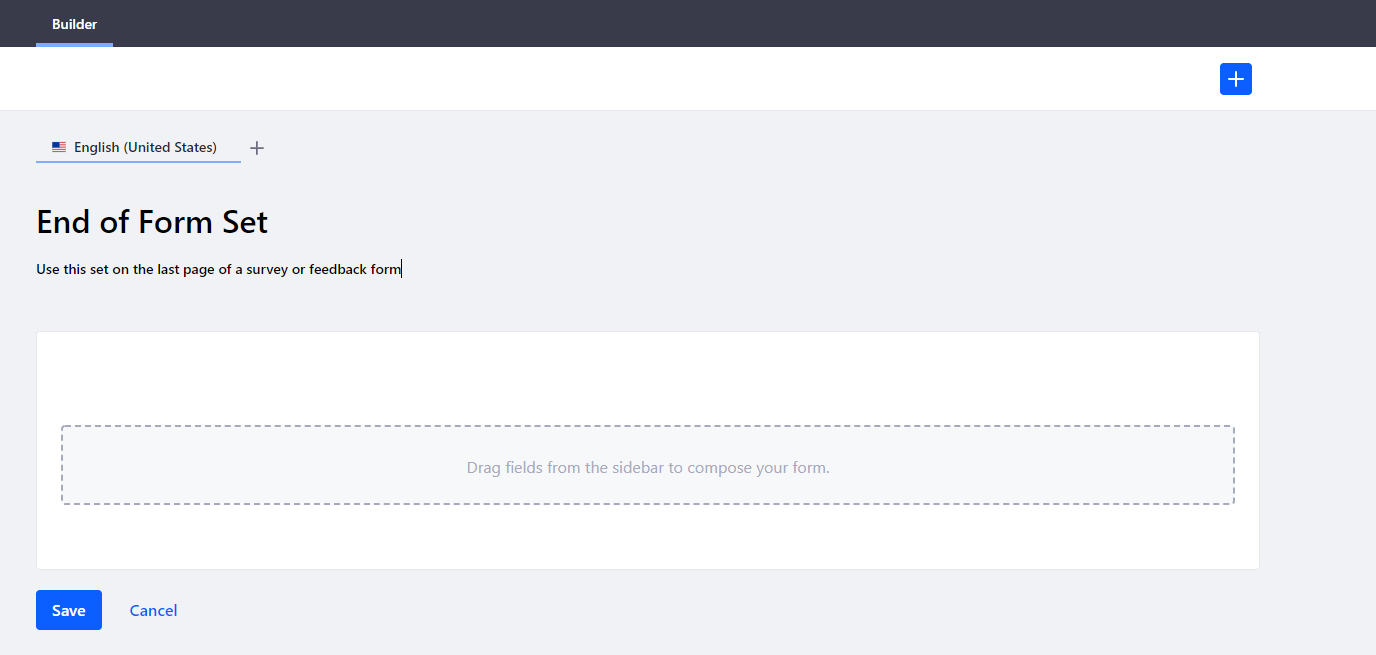 Builder
English (United States)
End of Form Set
Use this set on the last page of a survey or feedback form
Drag fields from the sidebar to compose your form.
Save
Cancel